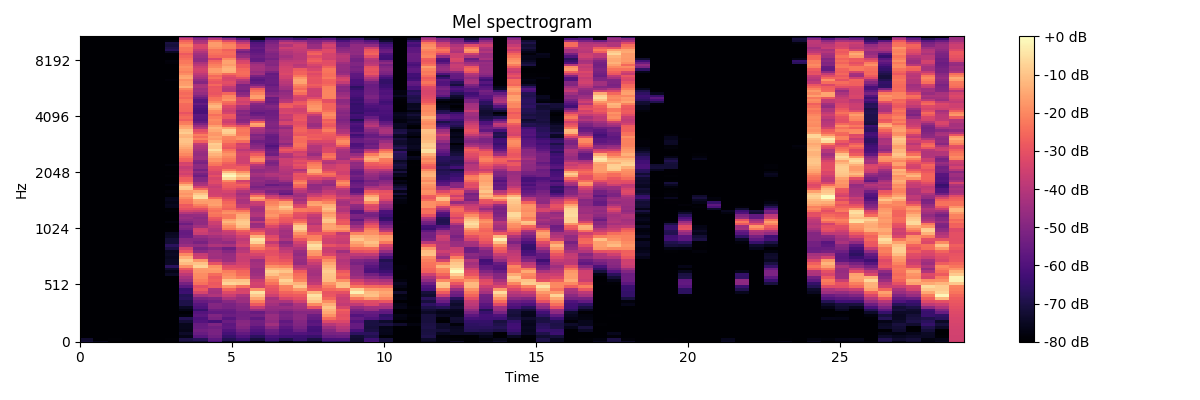 Mel spectrogram
8192
4096
2048
1024
512
0
Hz
0 5 10 15 20 25
Time
+0 dB
-10 dB
-20 dB
-30 dB
-40 dB
-50 dB
-60 dB
-70 dB
-80 dB